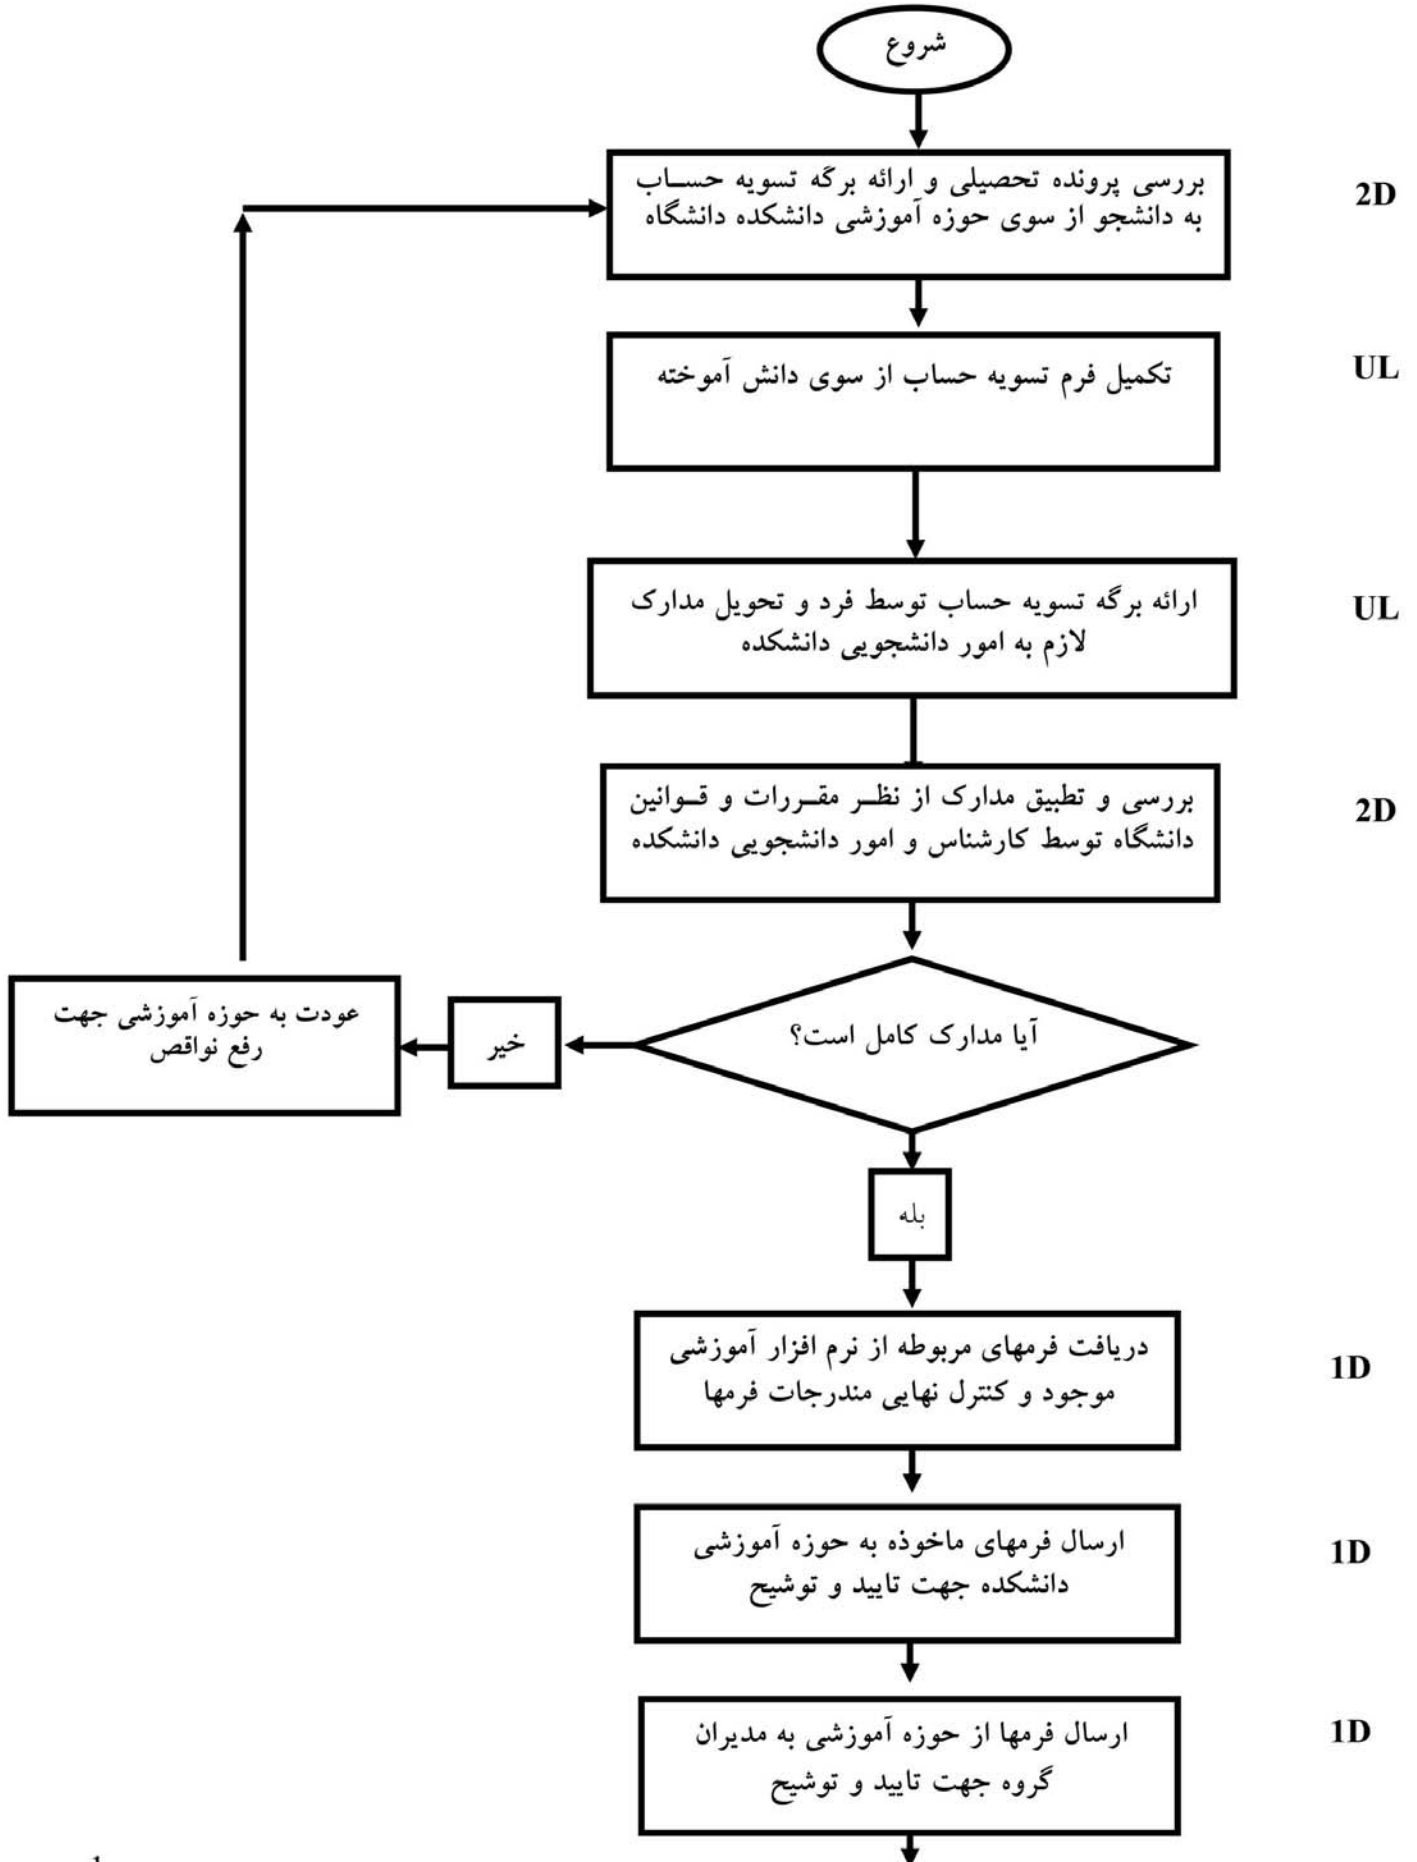 شروع
بررسی پرونده تحصیلی و ارائه برگه تسویه حساب
به دانشجو از سوی حوزه آموزشی دانشکده دانشگاه
2D
تکمیل فرم تسویه حساب از سوی دانش آموخته
UL
ارائه برگه تسویه حساب توسط فرد و تحویل مدارک
لازم به امور دانشجویی دانشکده
UL
بررسی و تطبیق مدارک از نظر مقررات و قوانین
دانشگاه توسط کارشناس و امور دانشجویی دانشکده
2D
آیا مدارک کامل است؟
خیر
عودت به حوزه آموزشی جهت
رفع نواقص
بله
دریافت فرمهای مربوطه از نرم افزار آموزشی
موجود و کنترل نهایی مندرجات فرمها
1D
ارسال فرمهای ماخوذه به حوزه آموزشی
دانشکده جهت تایید و توشیح
1D
ارسال فرمها از حوزه آموزشی به مدیران
گروه جهت تایید و توشیح
1D
1